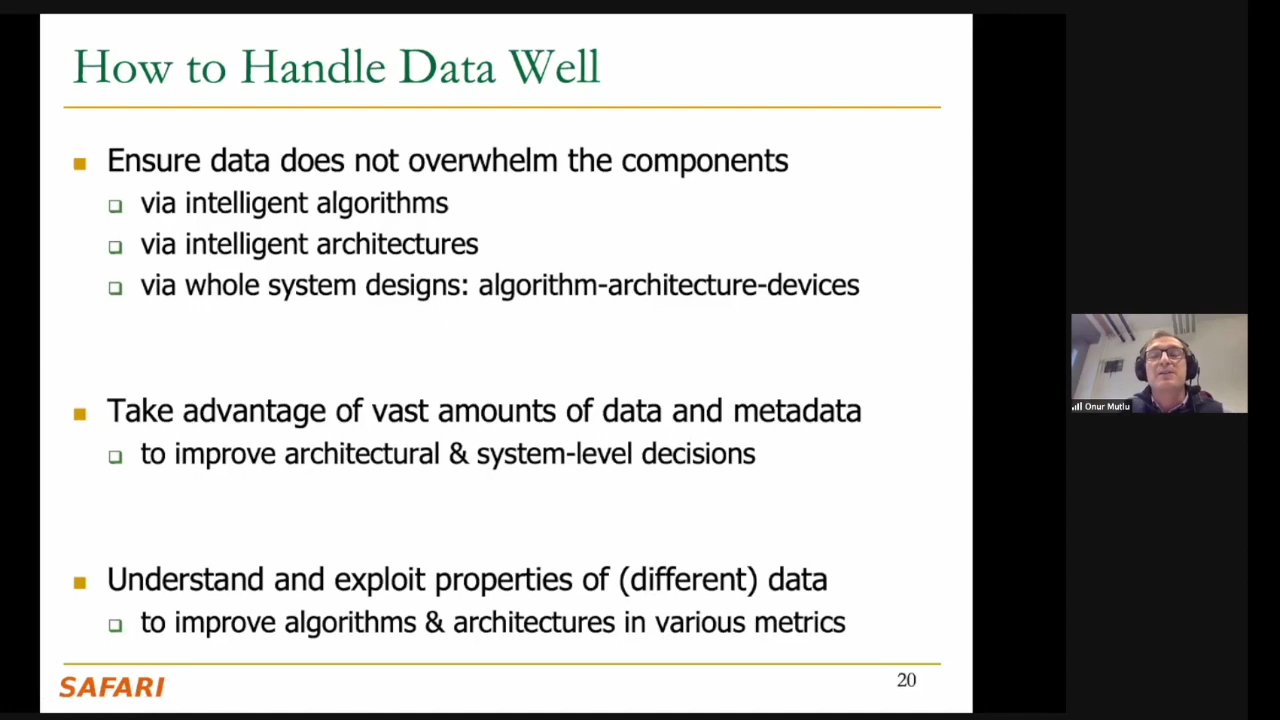 How to Handle Data Well
Ensure data does not overwhelm the components
via intelligent algorithms
via intelligent architectures
via whole system designs: algorithm-architecture-devices
Take advantage of vast amounts of data and metadata
to improve architectural & system-level decisions
Understand and exploit properties of (different) data
to improve algorithms & architectures in various metrics
SAFARI
20
Onur Mutlu